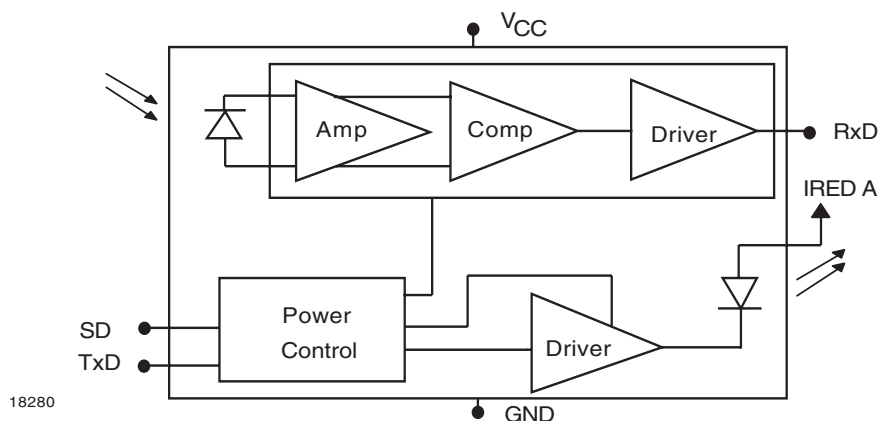 VCC
Amp
Comp
Driver
RxD
IRED A
Power
Control
SD
TxD
Driver
18280
GND